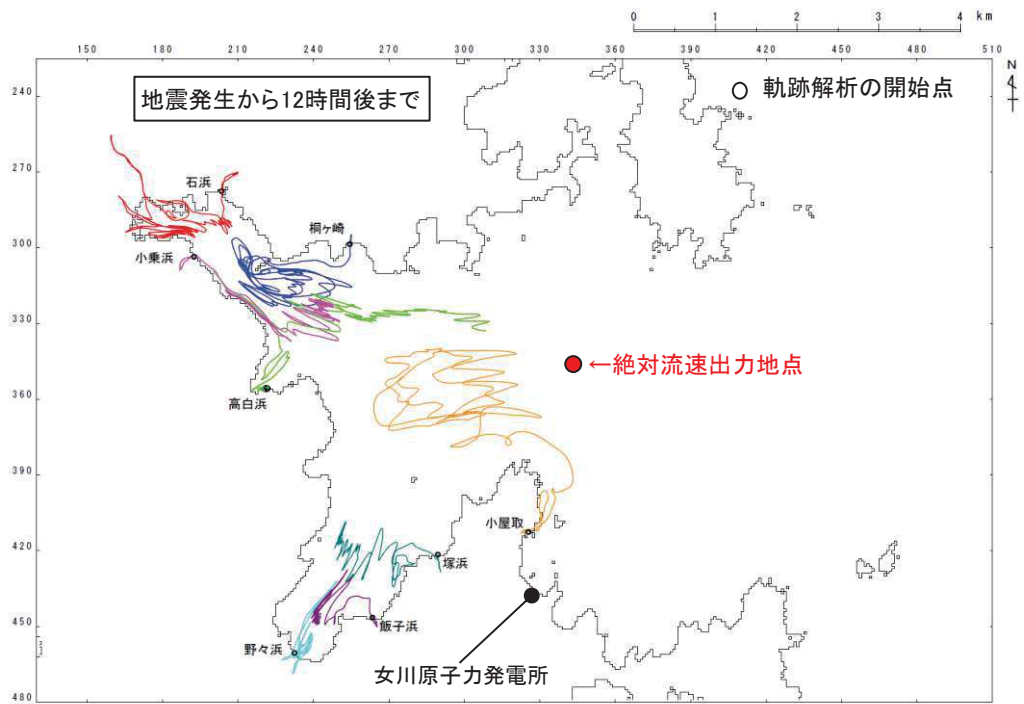 0 1 2 3 4 km
150 180 210 240 270 300 330 360 390 420 450 480 510
N
240
地震発生から12時間後まで
軌跡解析の開始点
270
石浜
300
桐ヶ崎
小乗浜
330
←絶対流速出力地点
360
高白浜
390
小屋取
420
塚浜
450
飯子浜
野々浜
女川原子力発電所
480